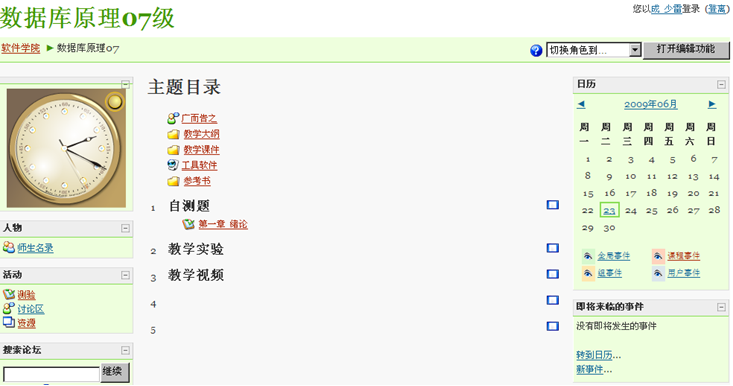 数据库原理07级
您以成 少雷登录 (登离)
软件学院 ► 数据库原理07
切换角色到...
打开编辑功能
主题目录
广而告之
教学大纲
教学课件
工具软件
参考书
1 自测题
第一章 绪论
2 教学实验
3 教学视频
4
5
人物
师生名录
活动
测验
讨论区
资源
搜索论坛
继续
日历
◄ 2009年06月 ►
周一 周二 周三 周四 周五 周六 周日
1 2 3 4 5 6 7
8 9 10 11 12 13 14
15 16 17 18 19 20 21
22 23 24 25 26 27 28
29 30
全局事件 课程事件
组事件 用户事件
即将来临的事件
没有即将发生的事件
转到日历...
新事件...